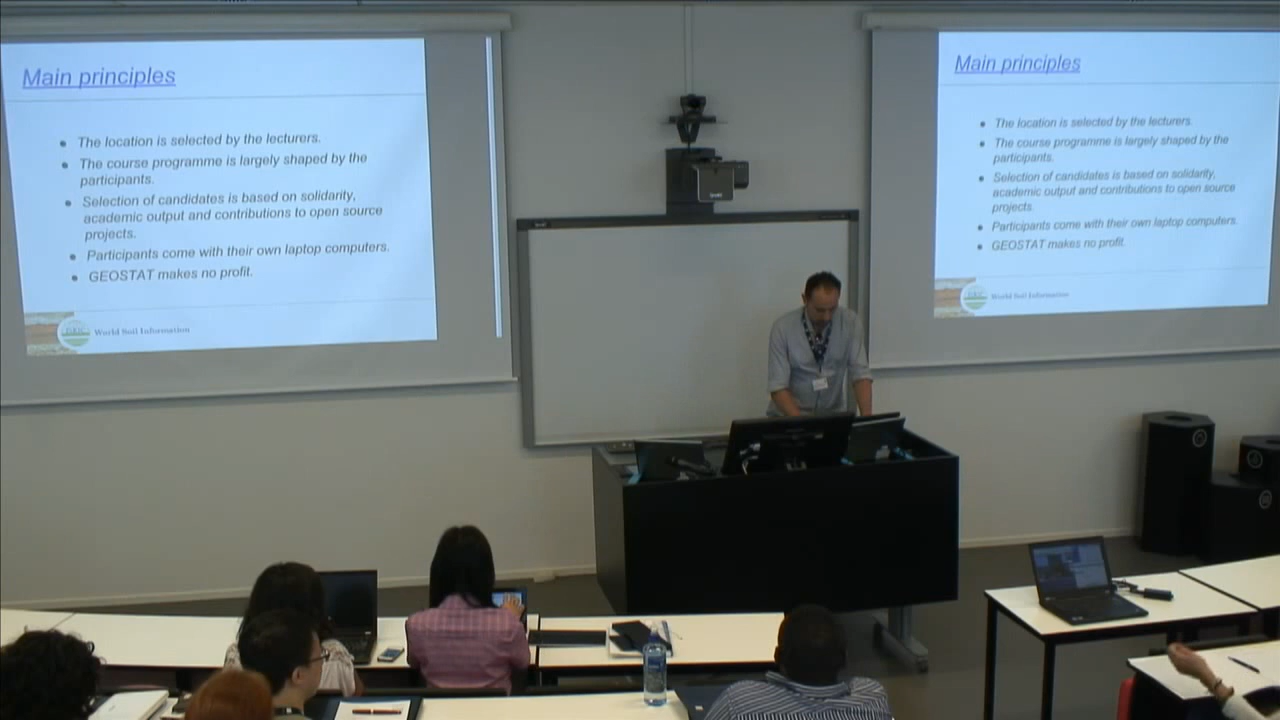 Main principles
The location is selected by the lecturers.
The course programme is largely shaped by the
participants.
Selection of candidates is based on solidarity,
academic output and contributions to open source
projects.
Participants come with their own laptop computers.
GEOSTAT makes no profit.
World Soil Information
Main principles
The location is selected by the lecturers.
The course programme is largely shaped by the
participants.
Selection of candidates is based on solidarity,
academic output and contributions to open source
projects.
Participants come with their own laptop computers.
GEOSTAT makes no profit.
World Soil Information